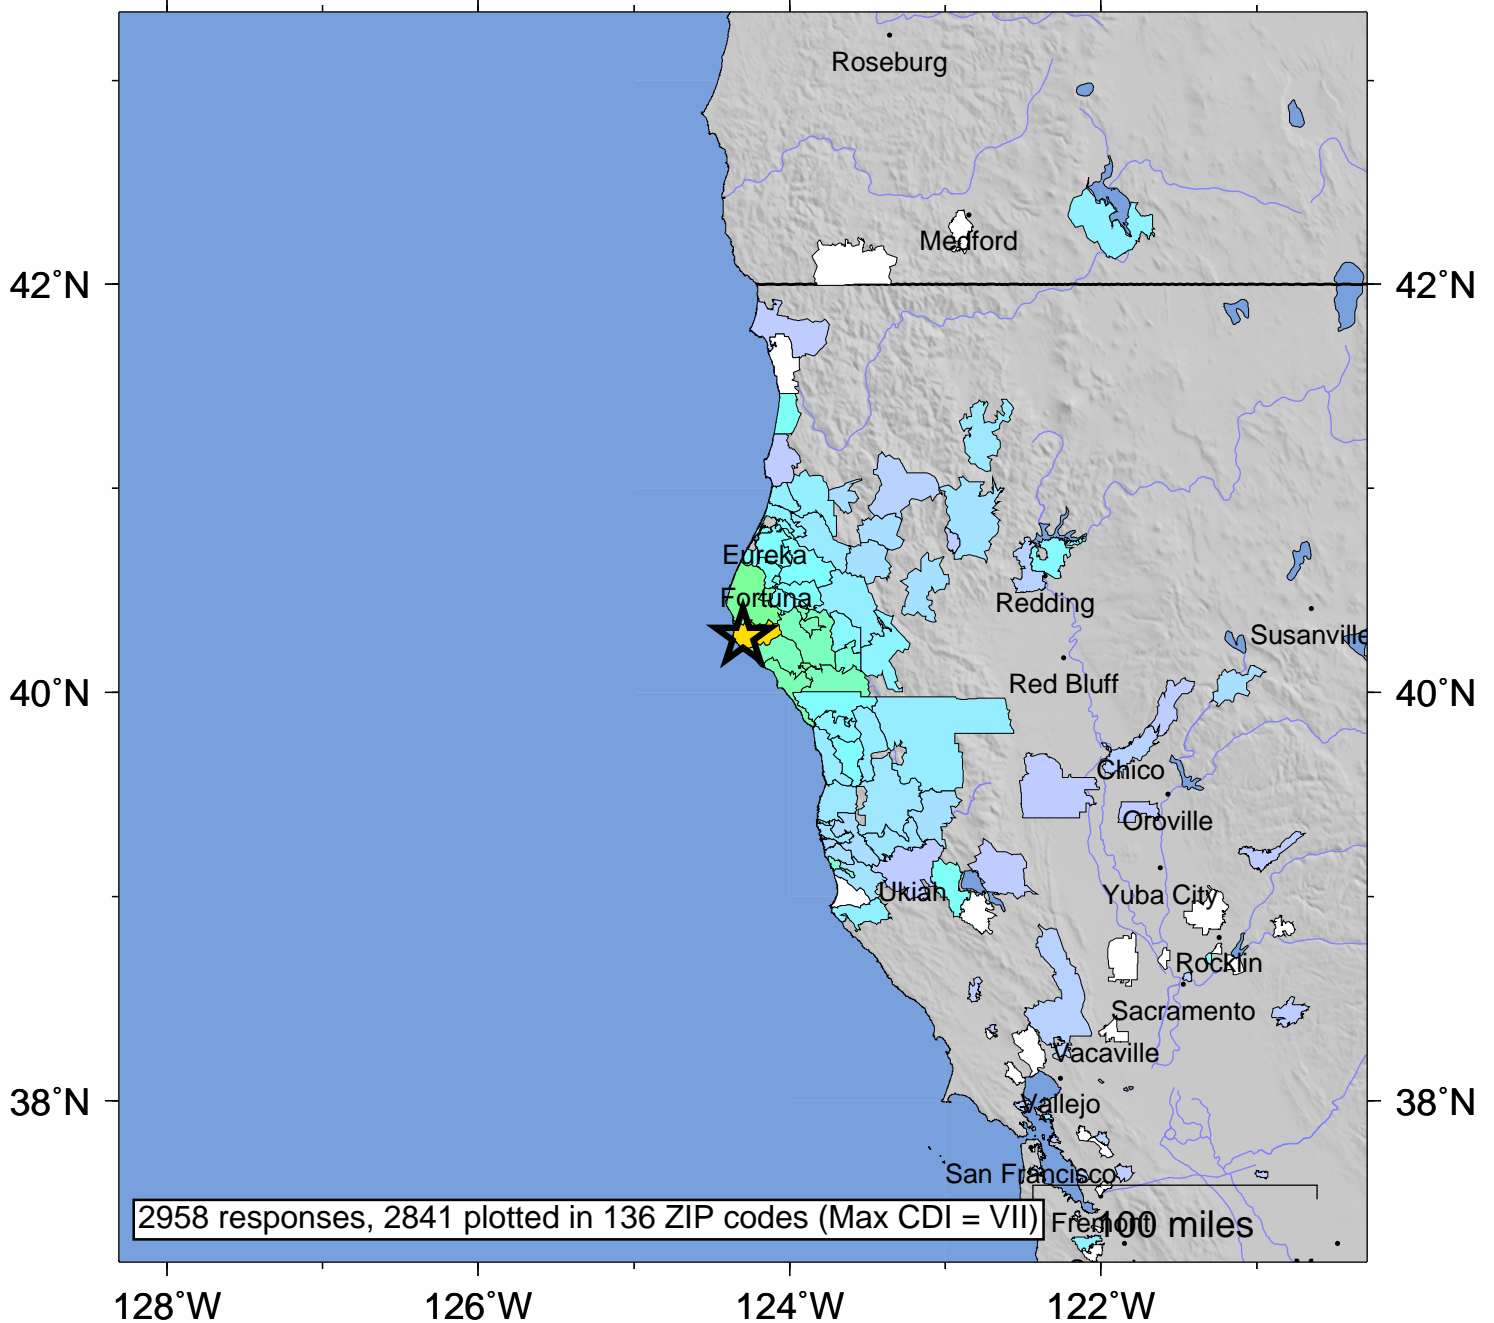 Roseburg
Medford
42°N
42°N
Eureka
Fortuna
Redding
Susanville
Red Bluff
40°N
40°N
Chico
Oroville
Ukiah
Yuba City
Rocklin
Sacramento
Vacaville
38°N
38°N
Vallejo
San Francisco
2958 responses, 2841 plotted in 136 ZIP codes (Max CDI = VII)
Fremont
100 miles
128°W
126°W
124°W
122°W